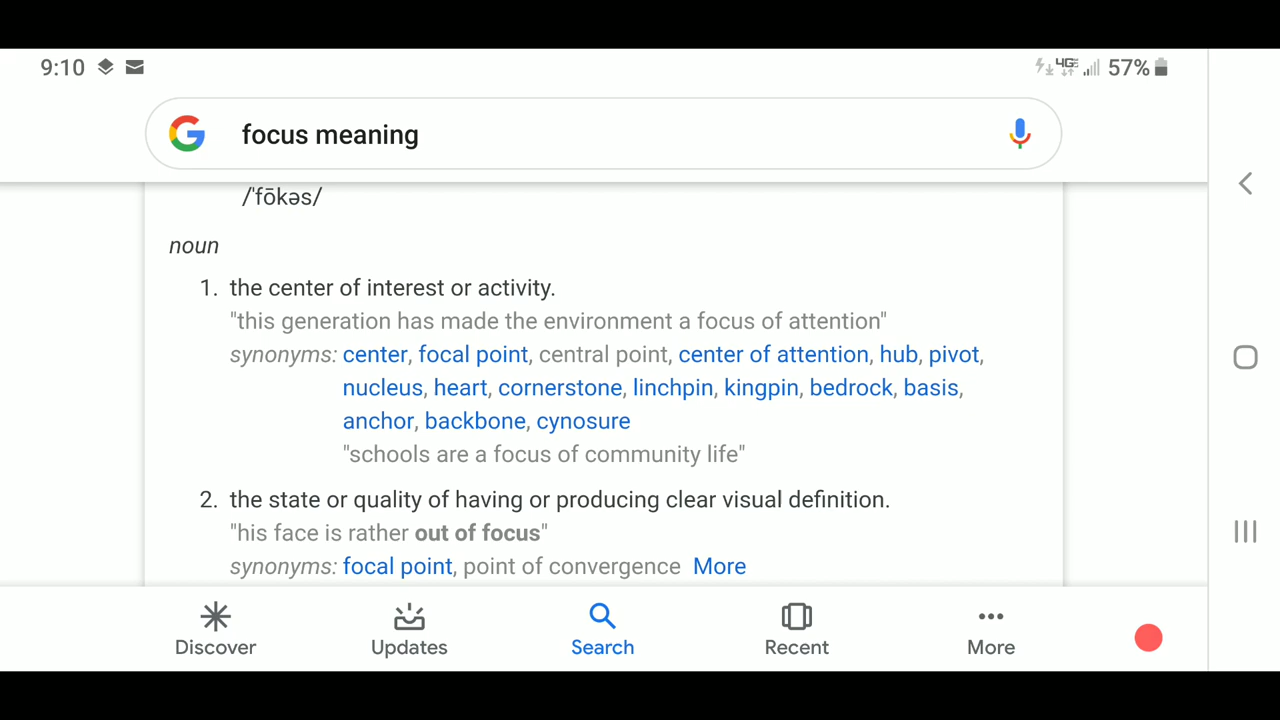 9:10 4GE 57%
focus meaning
/ˈfōkəs/
noun
1. the center of interest or activity.
"this generation has made the environment a focus of attention"
synonyms: center, focal point, central point, center of attention, hub, pivot,
nucleus, heart, cornerstone, linchpin, kingpin, bedrock, basis,
anchor, backbone, cynosure
"schools are a focus of community life"
2. the state or quality of having or producing clear visual definition.
"his face is rather out of focus"
synonyms: focal point, point of convergence More
Discover Updates Search Recent More